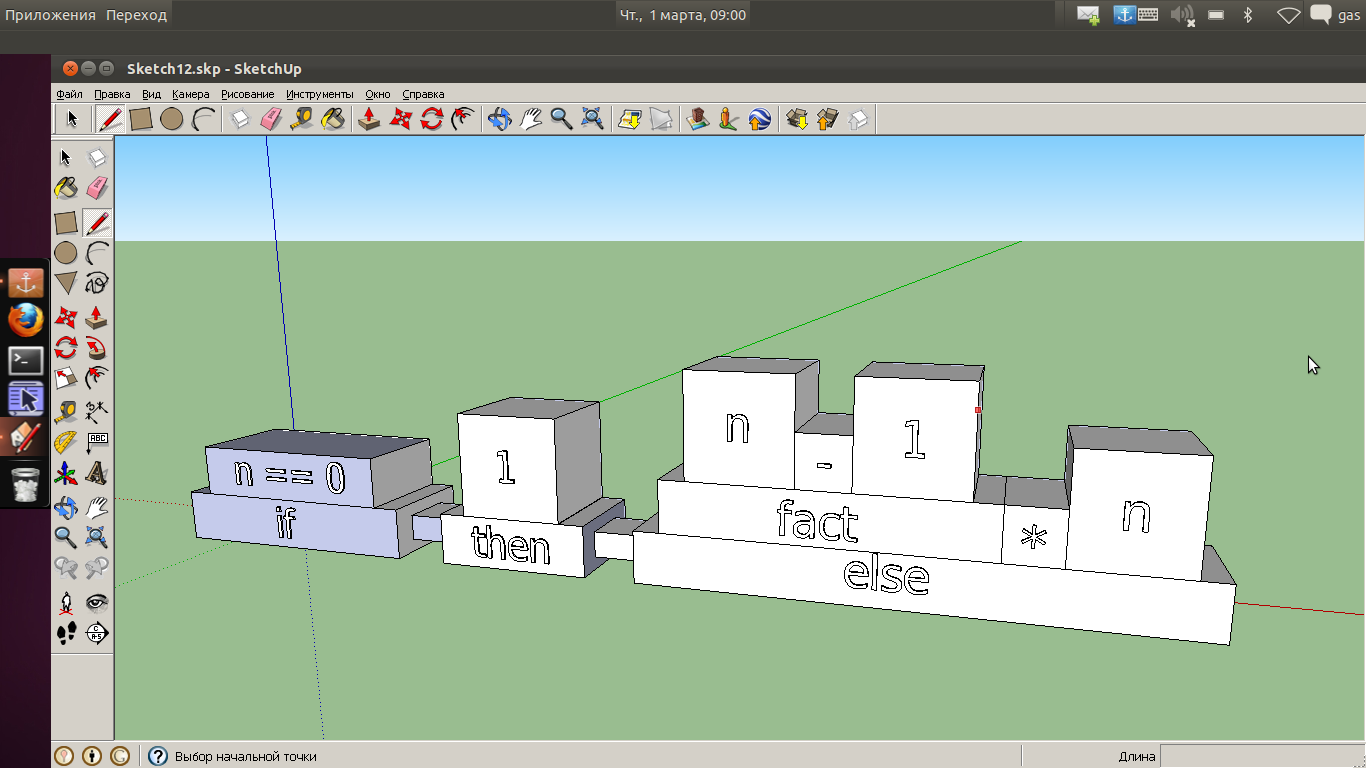 Приложения Переход
Чт., 1 марта, 09:00
gas
Sketch12.skp - SketchUp
Файл Правка Вид Камера Рисование Инструменты Окно Справка
ABC
n == 0
if
1
then
n - 1
fact * n
else
Выбор начальной точки
Длина